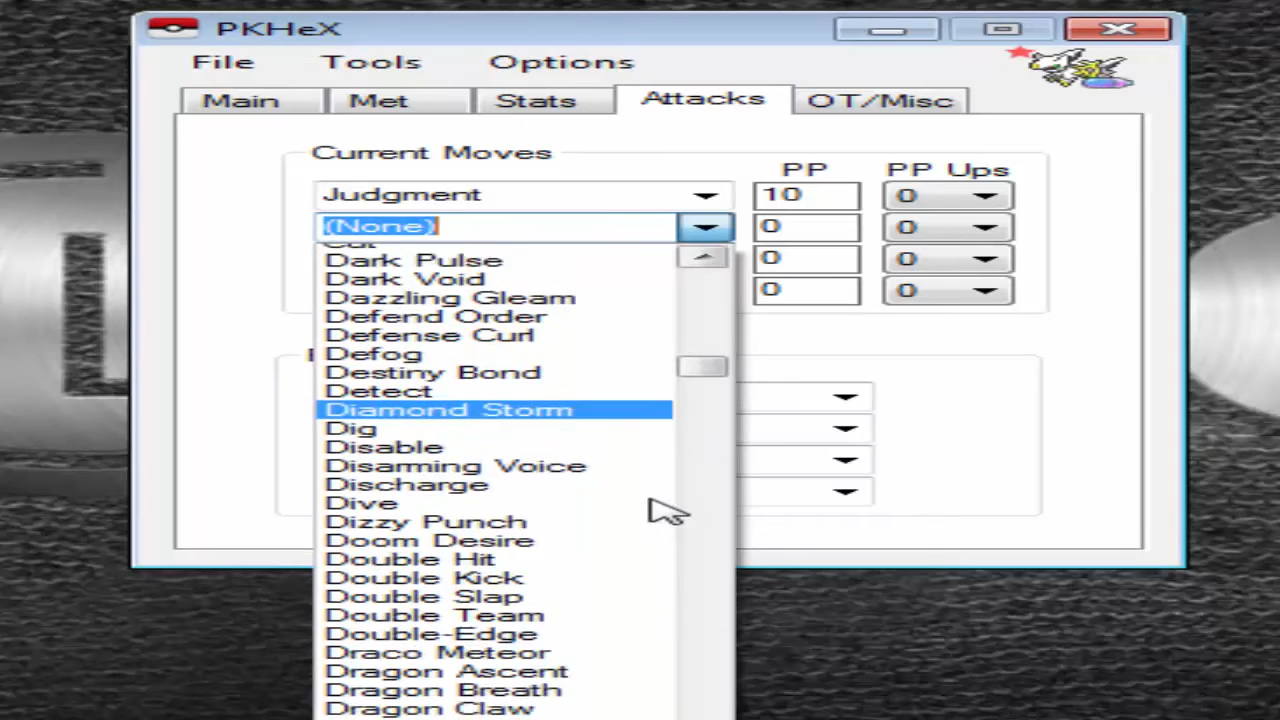 PKHeX
File Tools Options
Main Met Stats Attacks OT/Misc
Current Moves
PP PP Ups
Judgment 10 0
(None) 0 0
0 0
0 0
Cut
Dark Pulse
Dark Void
Dazzling Gleam
Defend Order
Defense Curl
Defog
Destiny Bond
Detect
Diamond Storm
Dig
Disable
Disarming Voice
Discharge
Dive
Dizzy Punch
Doom Desire
Double Hit
Double Kick
Double Slap
Double Team
Double-Edge
Draco Meteor
Dragon Ascent
Dragon Breath
Dragon Claw